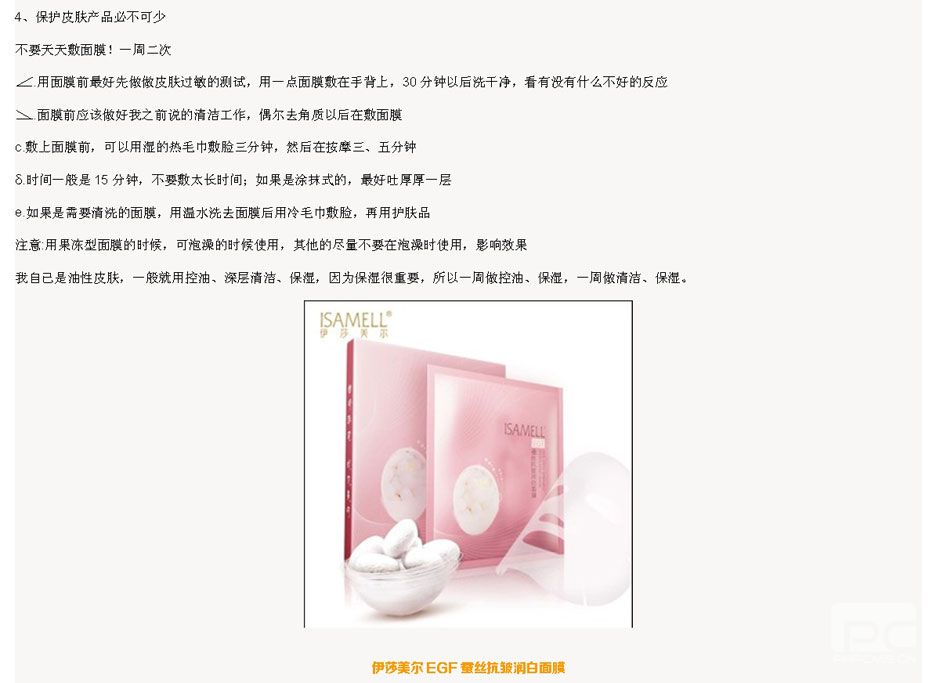 4、保护皮肤产品必不可少
不要天天敷面膜！一周二次
∠.用面膜前最好先做做皮肤过敏的测试，用一点面膜敷在手背上，30 分钟以后洗干净，看有没有什么不好的反应
﹨.面膜前应该做好我之前说的清洁工作，偶尔去角质以后在敷面膜
c.敷上面膜前，可以用湿的热毛巾敷脸三分钟，然后在按摩三、五分钟
δ.时间一般是 15 分钟，不要敷太长时间；如果是涂抹式的，最好吐厚厚一层
e.如果是需要清洗的面膜，用温水洗去面膜后用冷毛巾敷脸，再用护肤品
注意:用果冻型面膜的时候，可泡澡的时候使用，其他的尽量不要在泡澡时使用，影响效果
我自己是油性皮肤，一般就用控油、深层清洁、保湿，因为保湿很重要，所以一周做控油、保湿，一周做清洁、保湿。
ISAMELL®
伊莎美尔
ISAMELL
伊莎美尔 EGF 蚕丝抗皱润白面膜